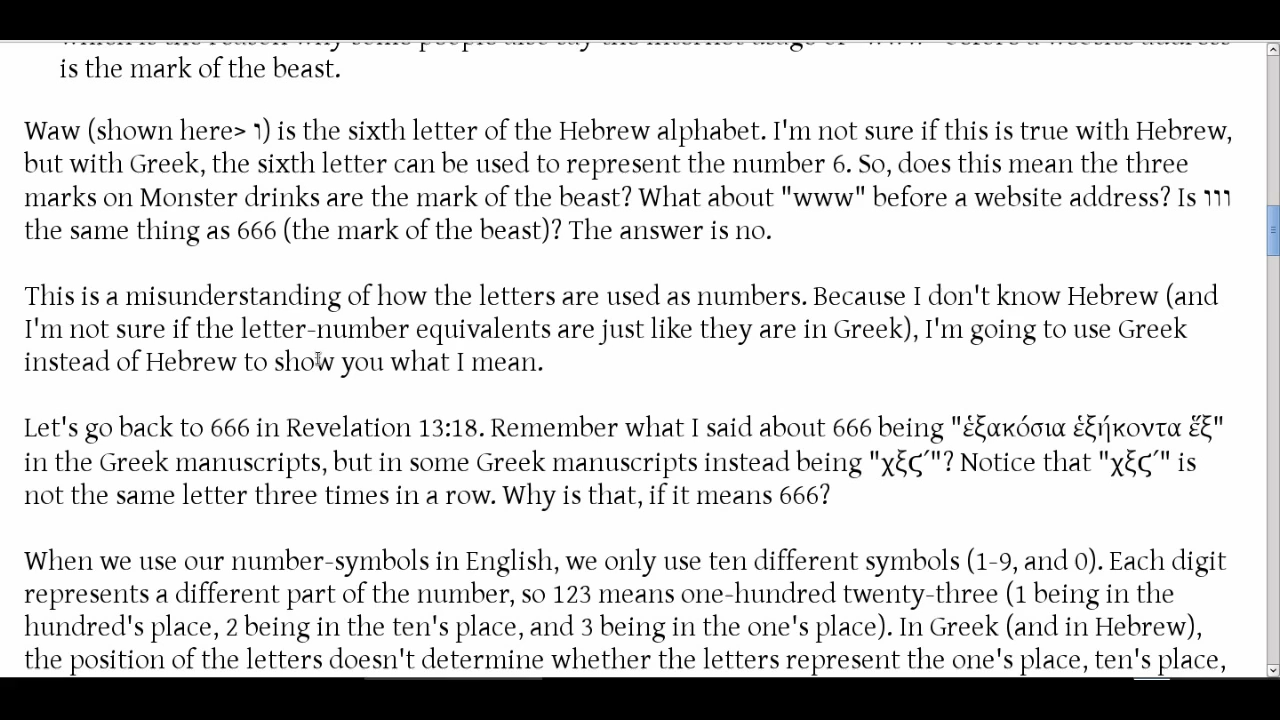 is the mark of the beast.
Waw (shown here> ו) is the sixth letter of the Hebrew alphabet. I'm not sure if this is true with Hebrew,
but with Greek, the sixth letter can be used to represent the number 6. So, does this mean the three
marks on Monster drinks are the mark of the beast? What about "www" before a website address? Is ווו
the same thing as 666 (the mark of the beast)? The answer is no.
This is a misunderstanding of how the letters are used as numbers. Because I don't know Hebrew (and
I'm not sure if the letter-number equivalents are just like they are in Greek), I'm going to use Greek
instead of Hebrew to show you what I mean.
Let's go back to 666 in Revelation 13:18. Remember what I said about 666 being "ἑξακόσια ἑξήκοντα ἕξ"
in the Greek manuscripts, but in some Greek manuscripts instead being "χξϛ´"? Notice that "χξϛ´" is
not the same letter three times in a row. Why is that, if it means 666?
When we use our number-symbols in English, we only use ten different symbols (1-9, and 0). Each digit
represents a different part of the number, so 123 means one-hundred twenty-three (1 being in the
hundred's place, 2 being in the ten's place, and 3 being in the one's place). In Greek (and in Hebrew),
the position of the letters doesn't determine whether the letters represent the one's place, ten's place,